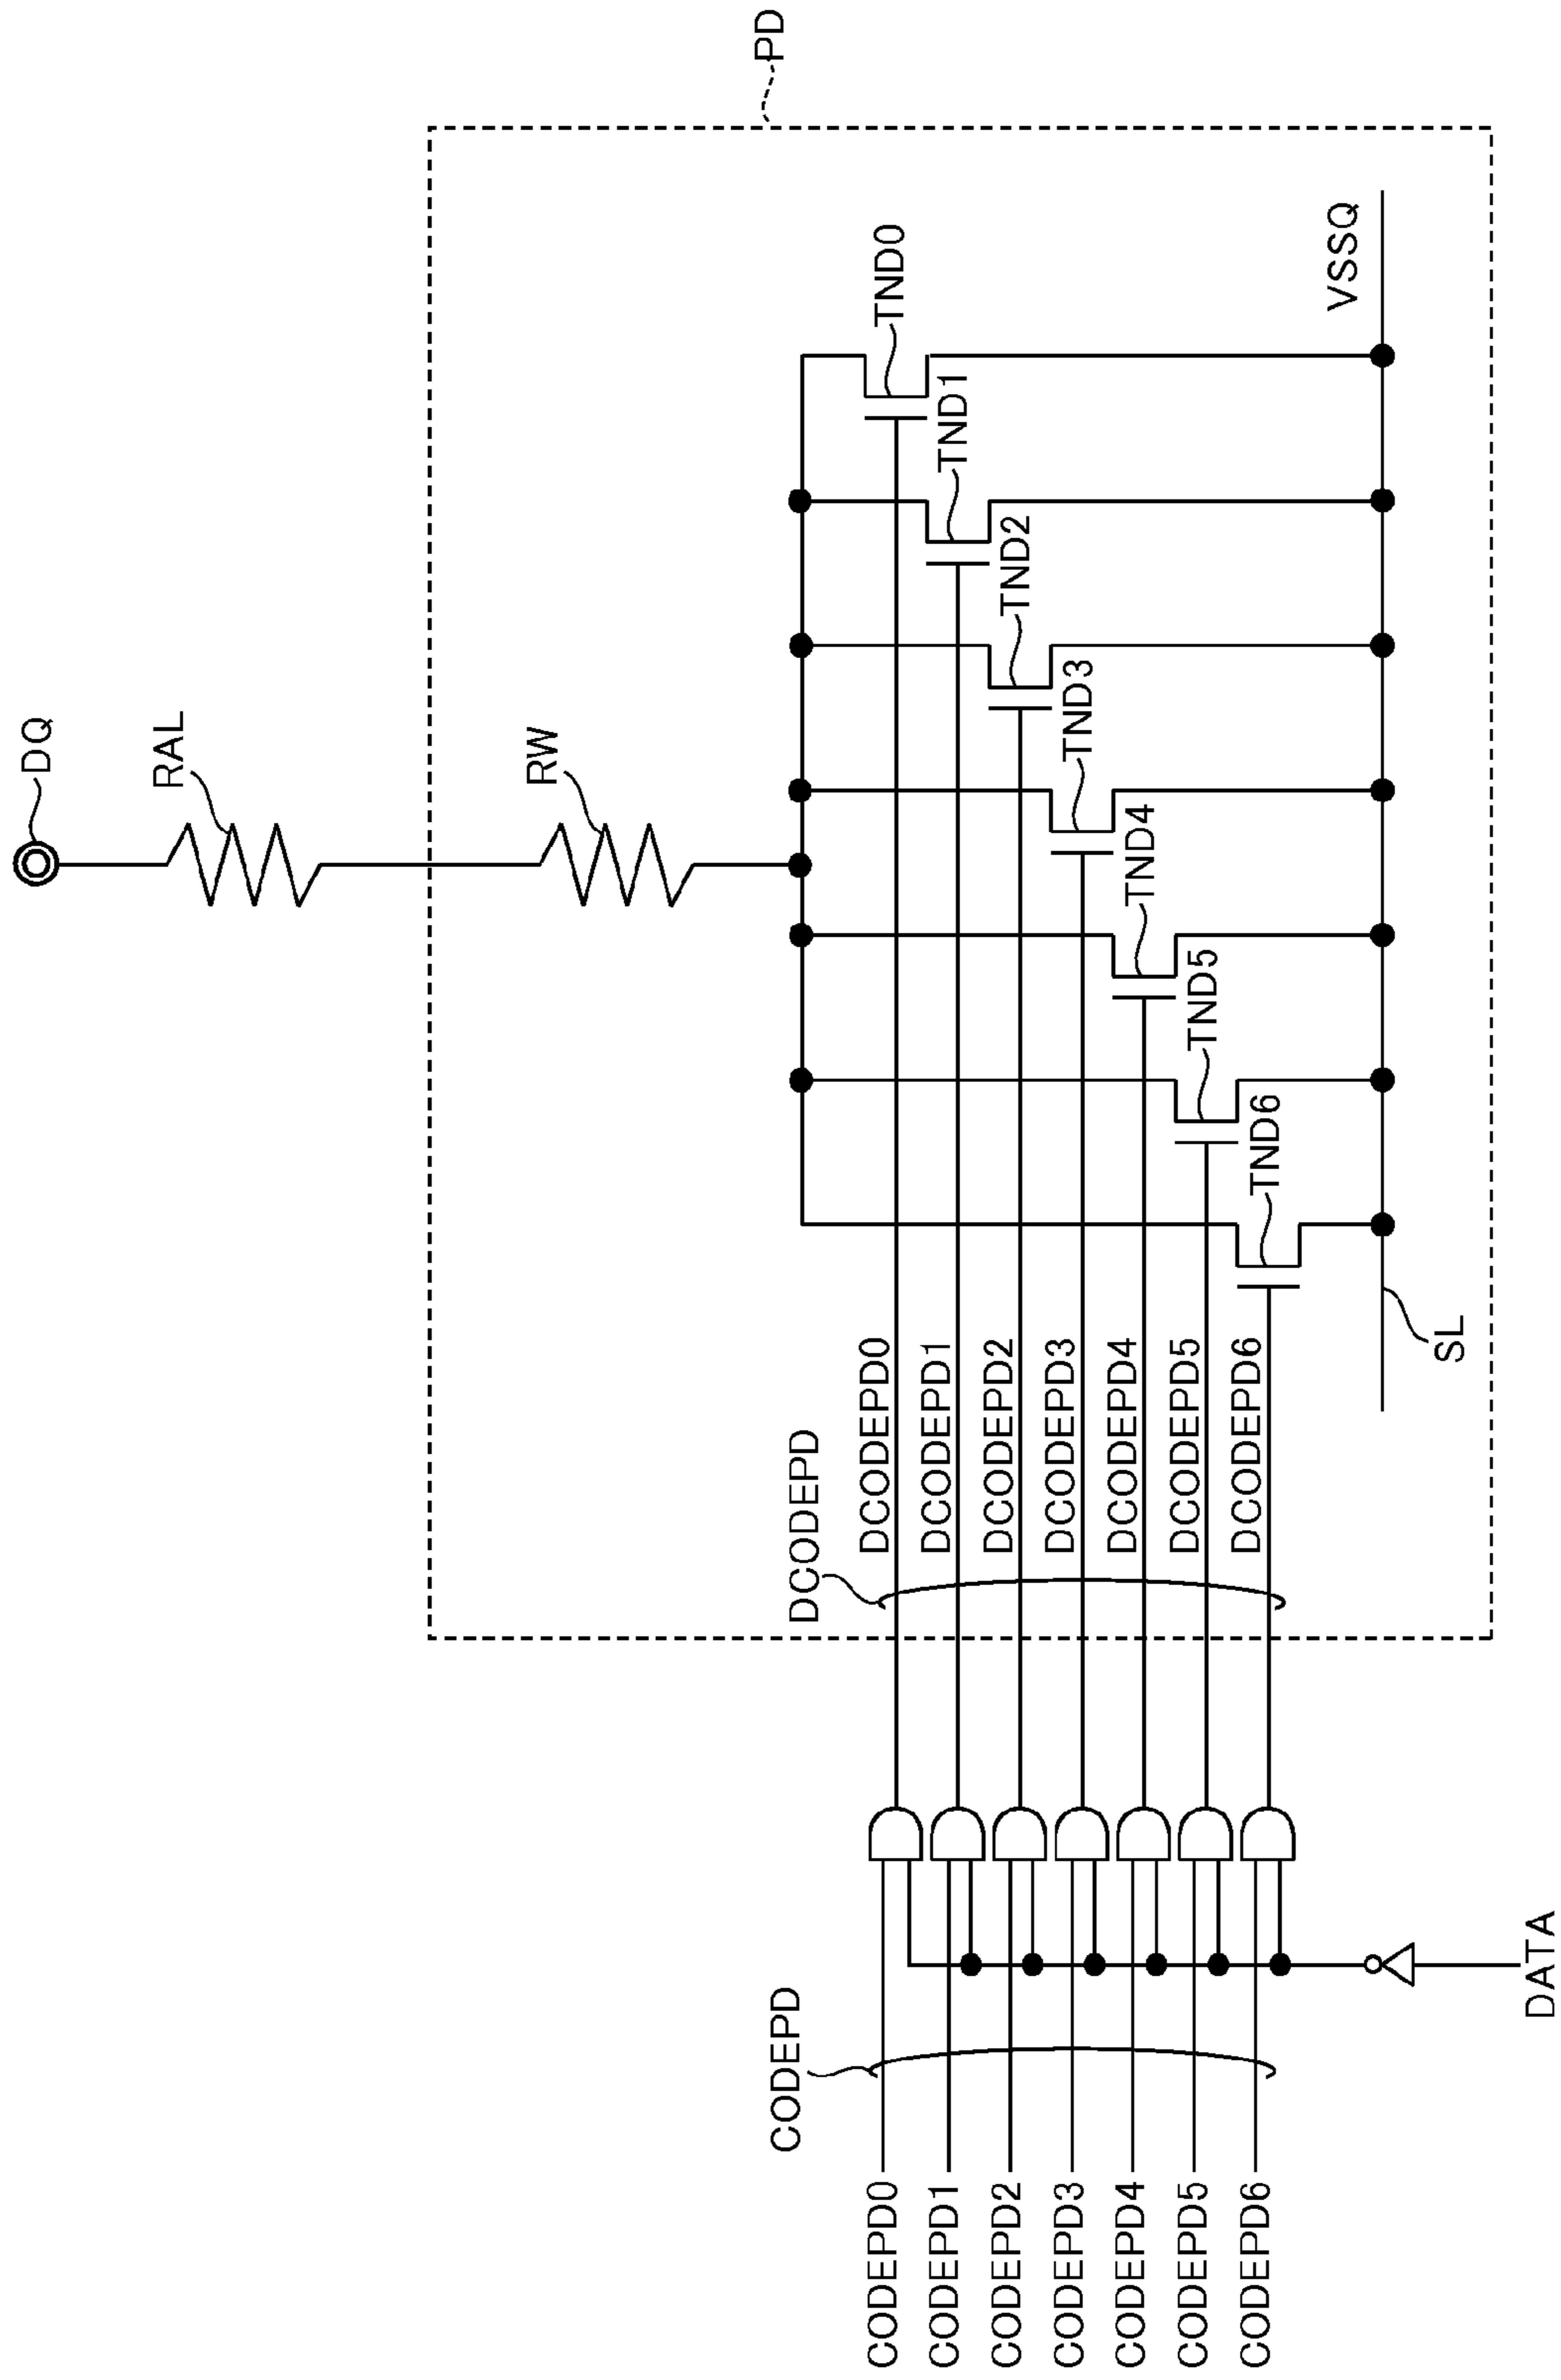 DQ
RAL
RW
PD
TND0
TND1
TND2
TND3
TND4
TND5
TND6
VSSQ
SL
DCODEPD
DCODEPD0
DCODEPD1
DCODEPD2
DCODEPD3
DCODEPD4
DCODEPD5
DCODEPD6
CODEPD
CODEPD0
CODEPD1
CODEPD2
CODEPD3
CODEPD4
CODEPD5
CODEPD6
DATA